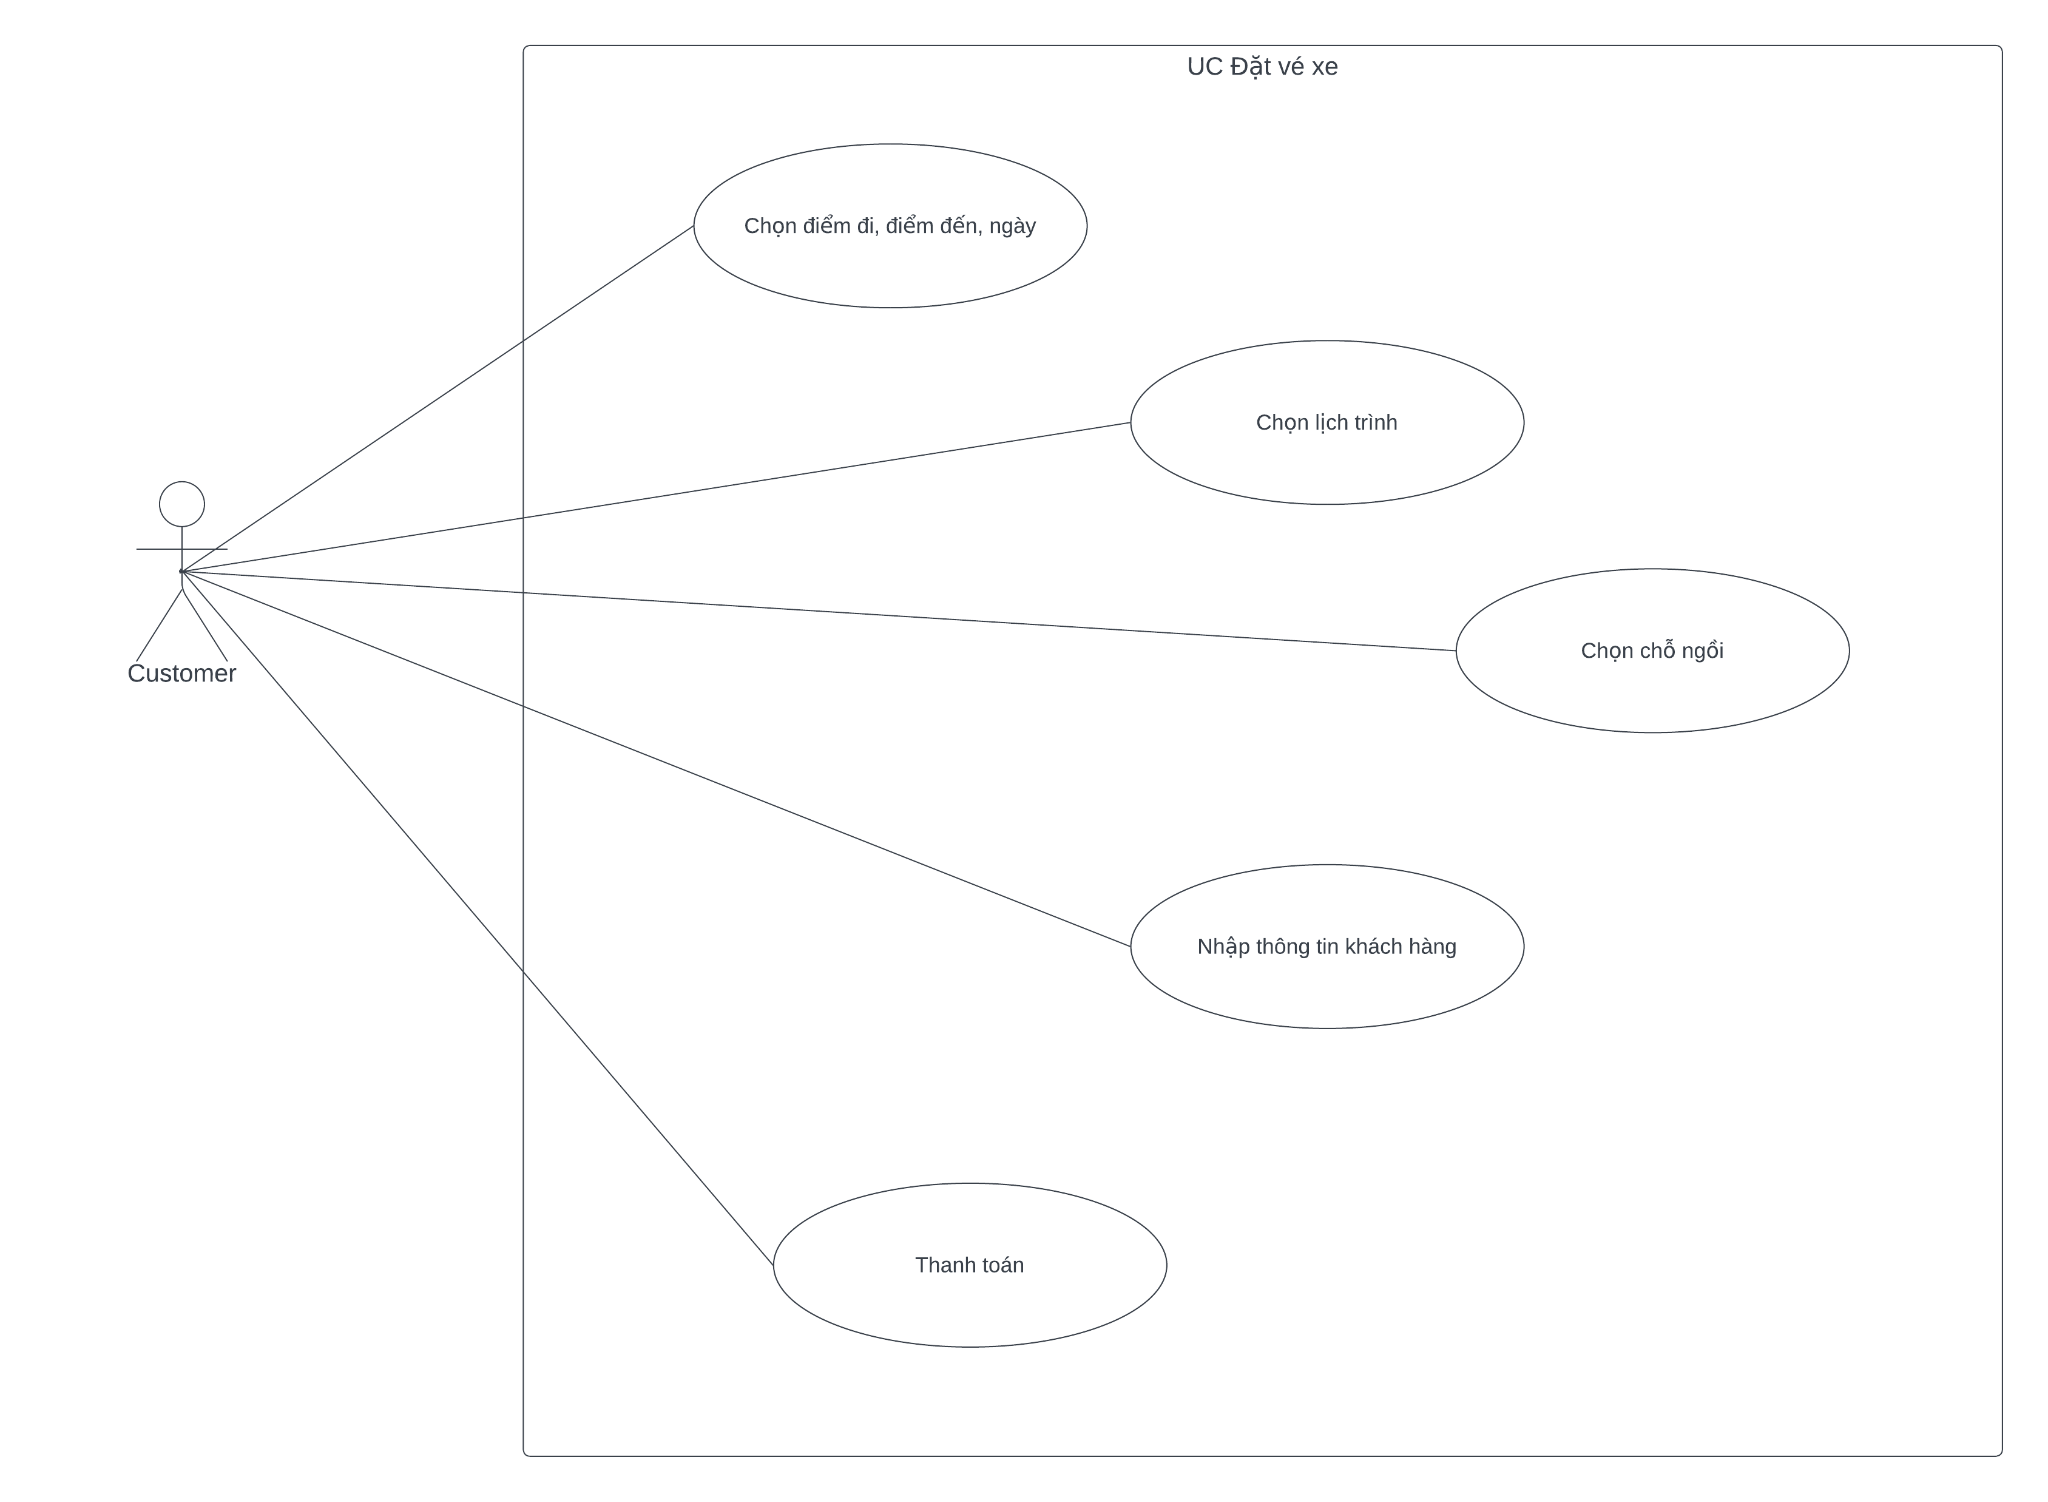 UC Đặt vé xe
Chọn điểm đi, điểm đến, ngày
Chọn lịch trình
Chọn chỗ ngồi
Customer
Nhập thông tin khách hàng
Thanh toán